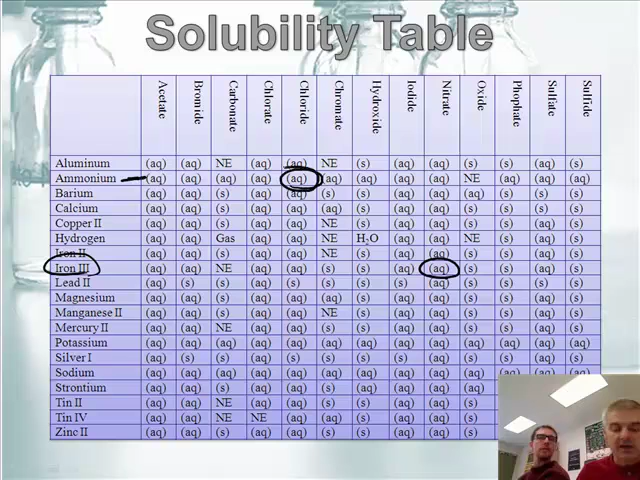 Solubility Table
Acetate Bromide Carbonate Chlorate Chloride Chromate Hydroxide Iodide Nitrate Oxide Phosphate Sulfate Sulfide
Aluminum (aq) (aq) NE (aq) (aq) NE (s) (aq) (aq) (s) (s) (aq) (s)
Ammonium (aq) (aq) (aq) (aq) (aq) (aq) (aq) (aq) (aq) NE (aq) (aq) (aq)
Barium (aq) (aq) (s) (aq) (aq) (s) (s) (aq) (aq) (aq) (s) (s) (s)
Calcium (aq) (aq) (s) (aq) (aq) (aq) (s) (aq) (aq) (s) (s) (s) (s)
Copper II (aq) (aq) (s) (aq) (aq) NE (s) (aq) (aq) (s) (s) (aq) (s)
Hydrogen (aq) (aq) Gas (aq) (aq) NE H₂O (aq) (aq) NE (s) (aq) (s)
Iron II (aq) (aq) (s) (aq) (aq) NE (s) (aq) (aq) (s) (s) (aq) (s)
Iron III (aq) (aq) NE (aq) (aq) (s) (s) (aq) (aq) (s) (s) (aq) (s)
Lead II (aq) (s) (s) (aq) (s) (s) (s) (s) (aq) (s) (s) (s) (s)
Magnesium (aq) (aq) (s) (aq) (aq) (aq) (s) (aq) (aq) (s) (s) (aq) (s)
Manganese II (aq) (aq) (s) (aq) (aq) NE (s) (aq) (aq) (s) (s) (aq) (s)
Mercury II (aq) (aq) NE (aq) (aq) (s) (s) (s) (aq) (s) (s) (s) (s)
Potassium (aq) (aq) (aq) (aq) (aq) (aq) (aq) (aq) (aq) (s) (aq) (aq) (aq)
Silver I (aq) (s) (s) (aq) (s) (s) (s) (s) (aq) (s) (s) (aq) (s)
Sodium (aq) (aq) (aq) (aq) (aq) (aq) (aq) (aq) (aq) (s) (aq) (aq) (aq)
Strontium (aq) (aq) (s) (aq) (aq) (s) (aq) (aq) (aq)
Tin II (aq) (aq) NE (aq) (aq) (s) (s) (aq) (aq)
Tin IV (aq) (aq) NE NE (aq) (aq) (s) (aq) (aq)
Zinc II (aq) (aq) (s) (aq) (aq) (s) (s) (aq) (aq)